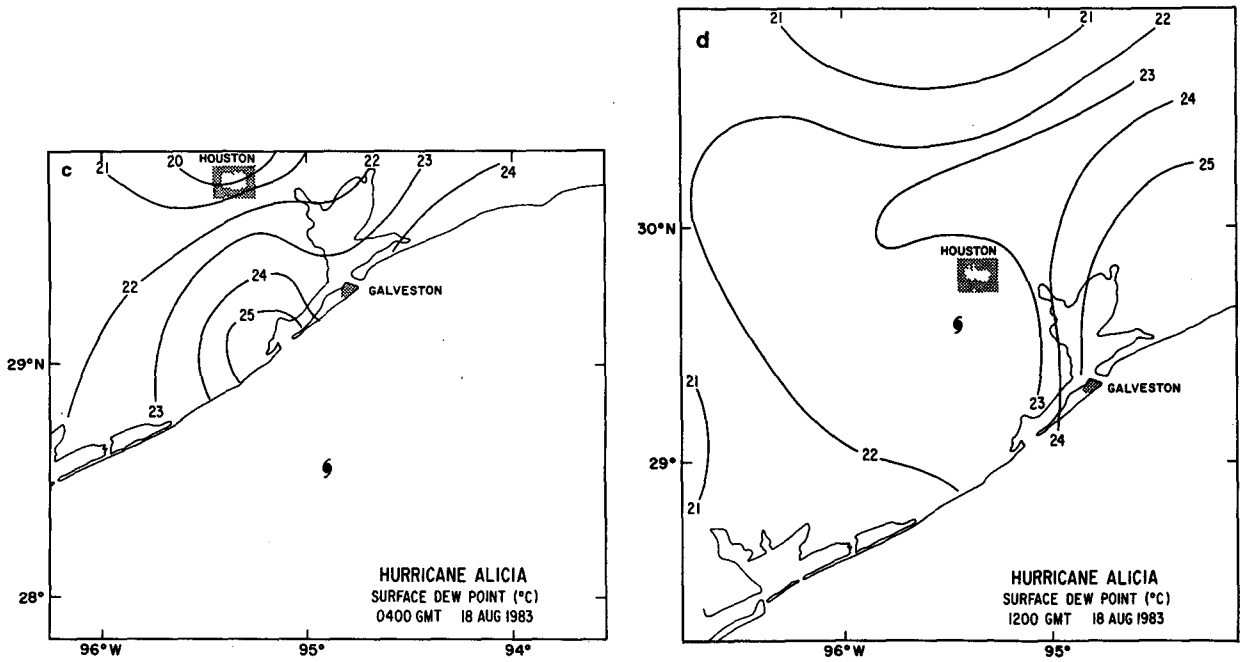 c
HOUSTON
21
20
22
23
24
22
24
25
GALVESTON
29°N
23
HURRICANE ALICIA
SURFACE DEW POINT (°C)
0400 GMT 18 AUG 1983
28°
96°W
95°
94°
d
21
21
22
23
24
25
30°N
HOUSTON
21
GALVESTON
23
24
22
29°
21
HURRICANE ALICIA
SURFACE DEW POINT (°C)
1200 GMT 18 AUG 1983
96°W
95°